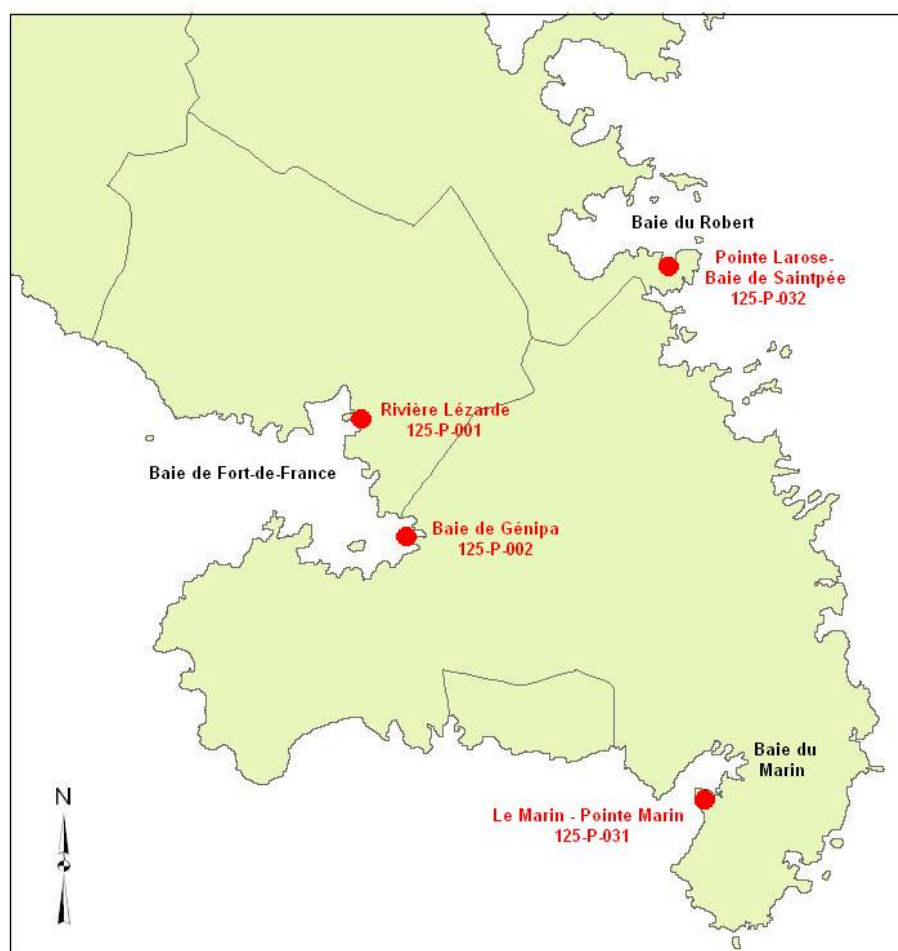 Baie du Robert
Pointe Larose-
Baie de Saintpée
125-P-032
Rivière Lézarde
125-P-001
Baie de Fort-de-France
Baie de Génipa
125-P-002
Baie du
Marin
Le Marin - Pointe Marin
125-P-031
N